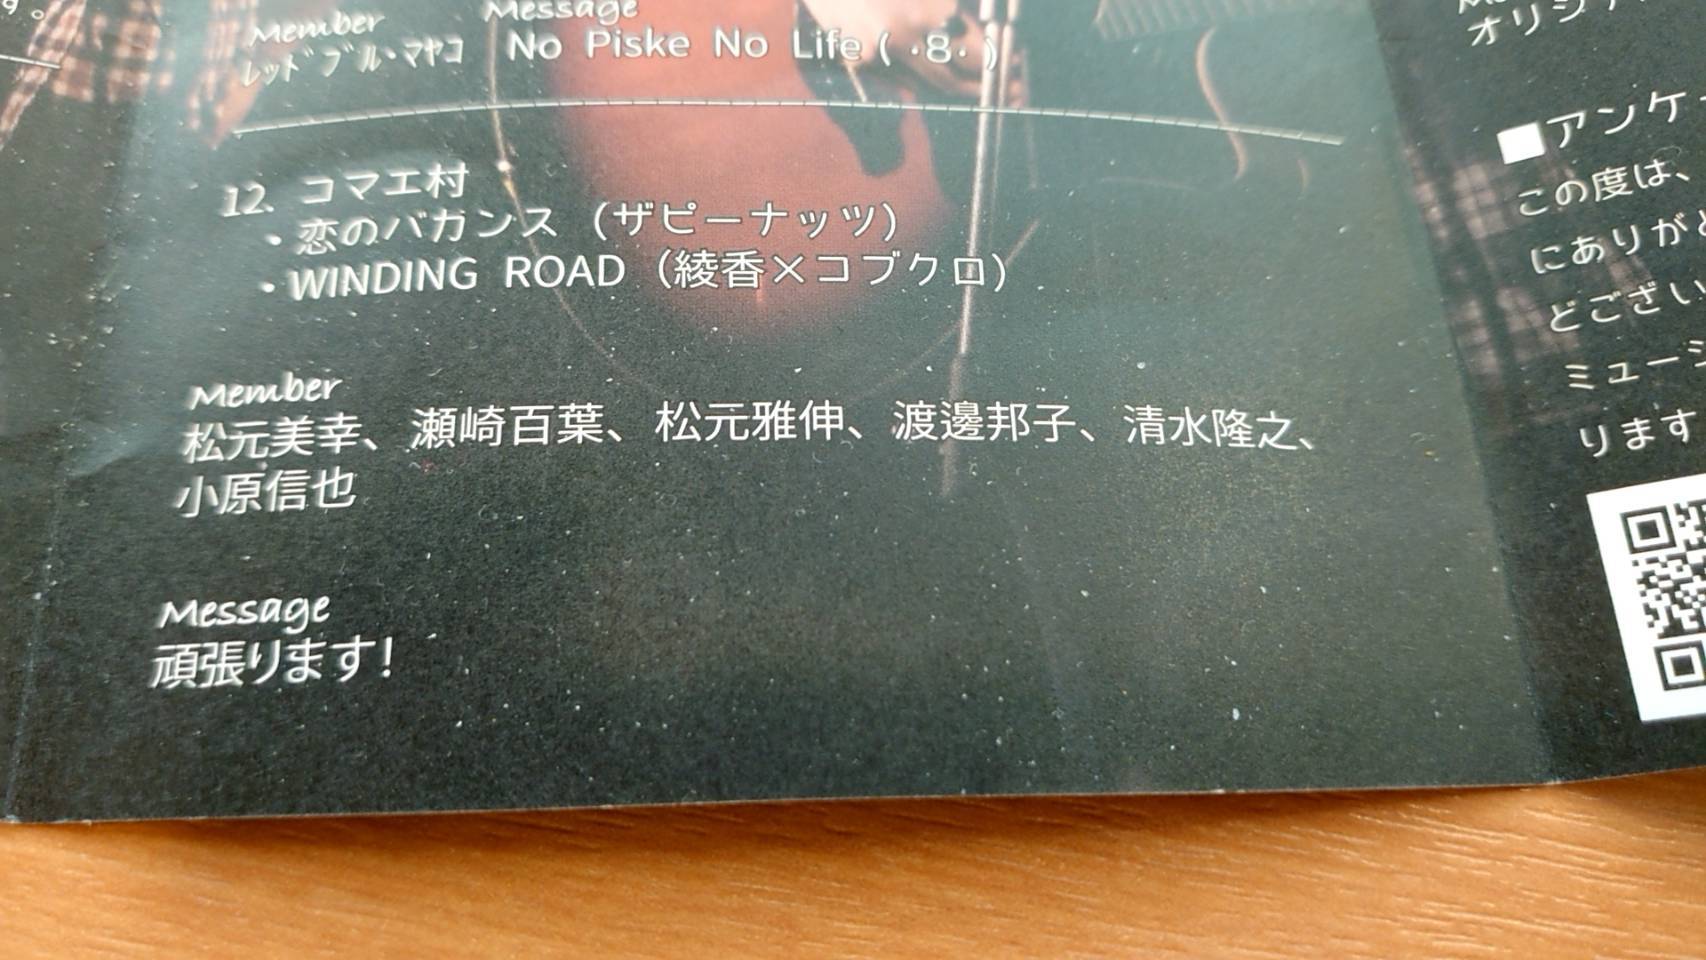 す。
Member
Message
レッドブル・マヤコ
No Piske No Life ( ·8· )
12. コマエ村
・恋のバカンス (ザピーナッツ)
・WINDING ROAD (綾香×コブクロ)
Member
松元美幸、瀬崎百葉、松元雅伸、渡邊邦子、清水隆之、
小原信也
Message
頑張ります!
オリジ
■アンケ
この度は、
にありがと
どござい
ミュージ
ります